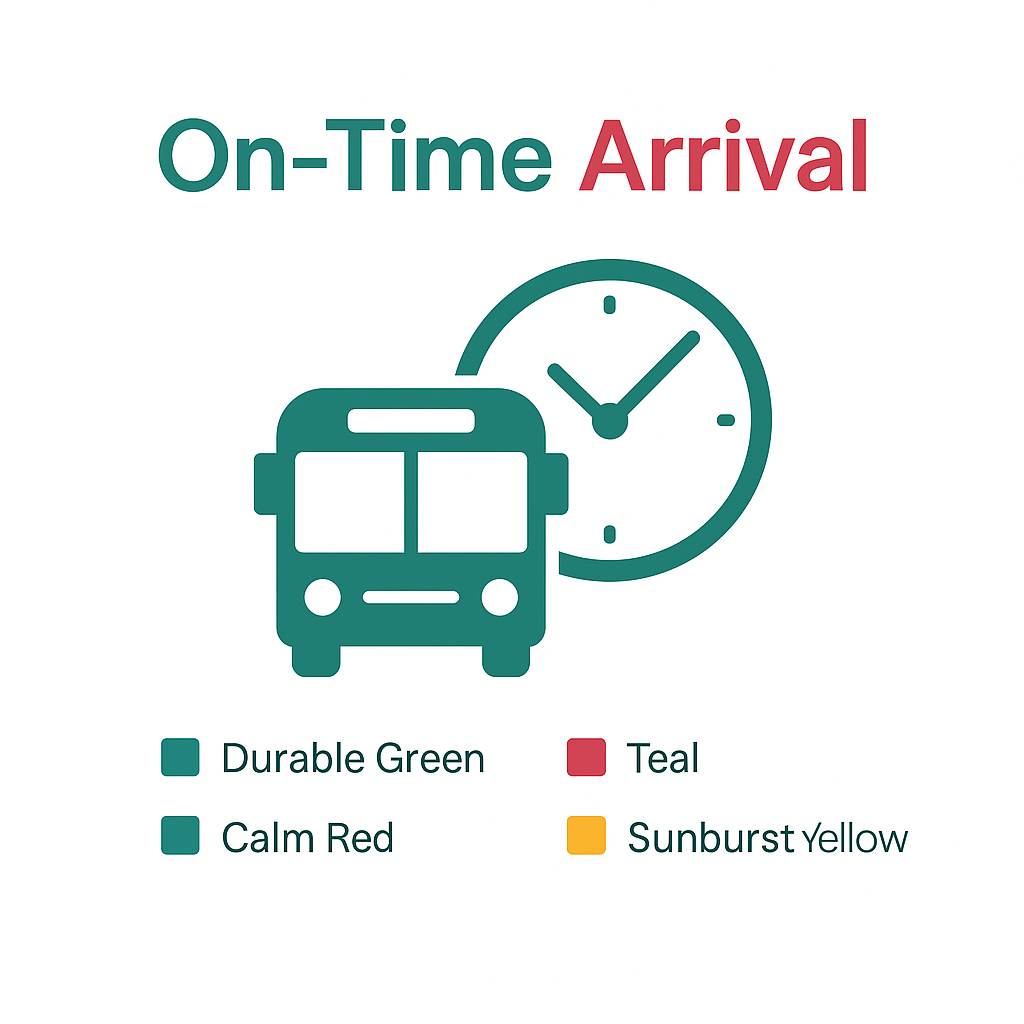 On-Time Arrival
Durable Green
Teal
Calm Red
Sunburst Yellow